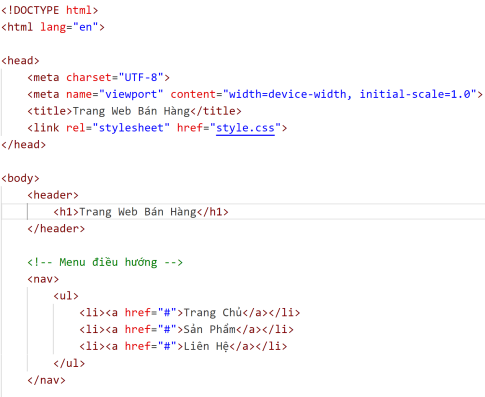 <!DOCTYPE html>
<html lang="en">
<head>
<meta charset="UTF-8">
<meta name="viewport" content="width=device-width, initial-scale=1.0">
<title>Trang Web Bán Hàng</title>
<link rel="stylesheet" href="style.css">
</head>
<body>
<header>
<h1>Trang Web Bán Hàng</h1>
</header>
<!-- Menu điều hướng -->
<nav>
<ul>
<li><a href="#">Trang Chủ</a></li>
<li><a href="#">Sản Phẩm</a></li>
<li><a href="#">Liên Hệ</a></li>
</ul>
</nav>